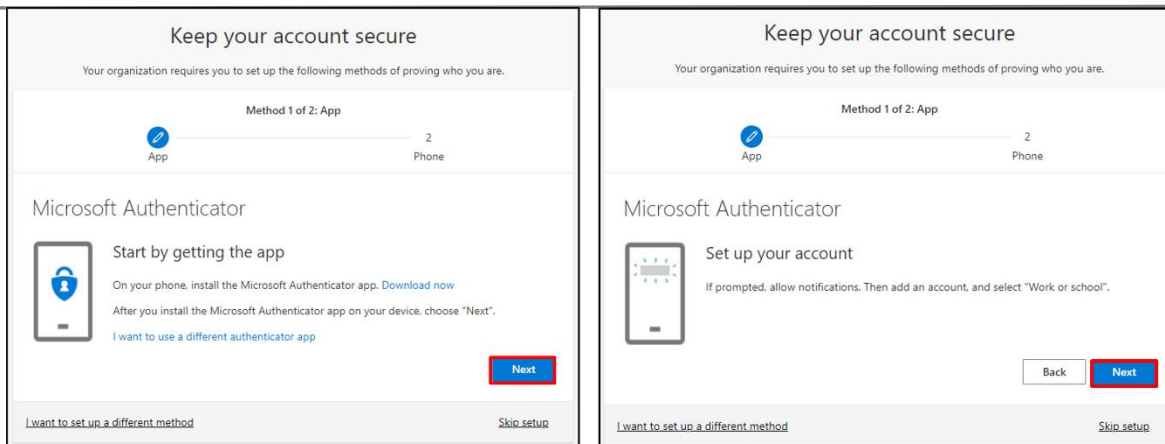 Keep your account secure
Your organization requires you to set up the following methods of proving who you are.
Method 1 of 2: App
2
App
Phone
Microsoft Authenticator
Start by getting the app
On your phone, install the Microsoft Authenticator app. Download now
After you install the Microsoft Authenticator app on your device, choose "Next".
I want to use a different authenticator app
Next
I want to set up a different method
Skip setup
Keep your account secure
Your organization requires you to set up the following methods of proving who you are.
Method 1 of 2: App
2
App
Phone
Microsoft Authenticator
Set up your account
If prompted, allow notifications. Then add an account, and select "Work or school".
Back
Next
I want to set up a different method
Skip setup